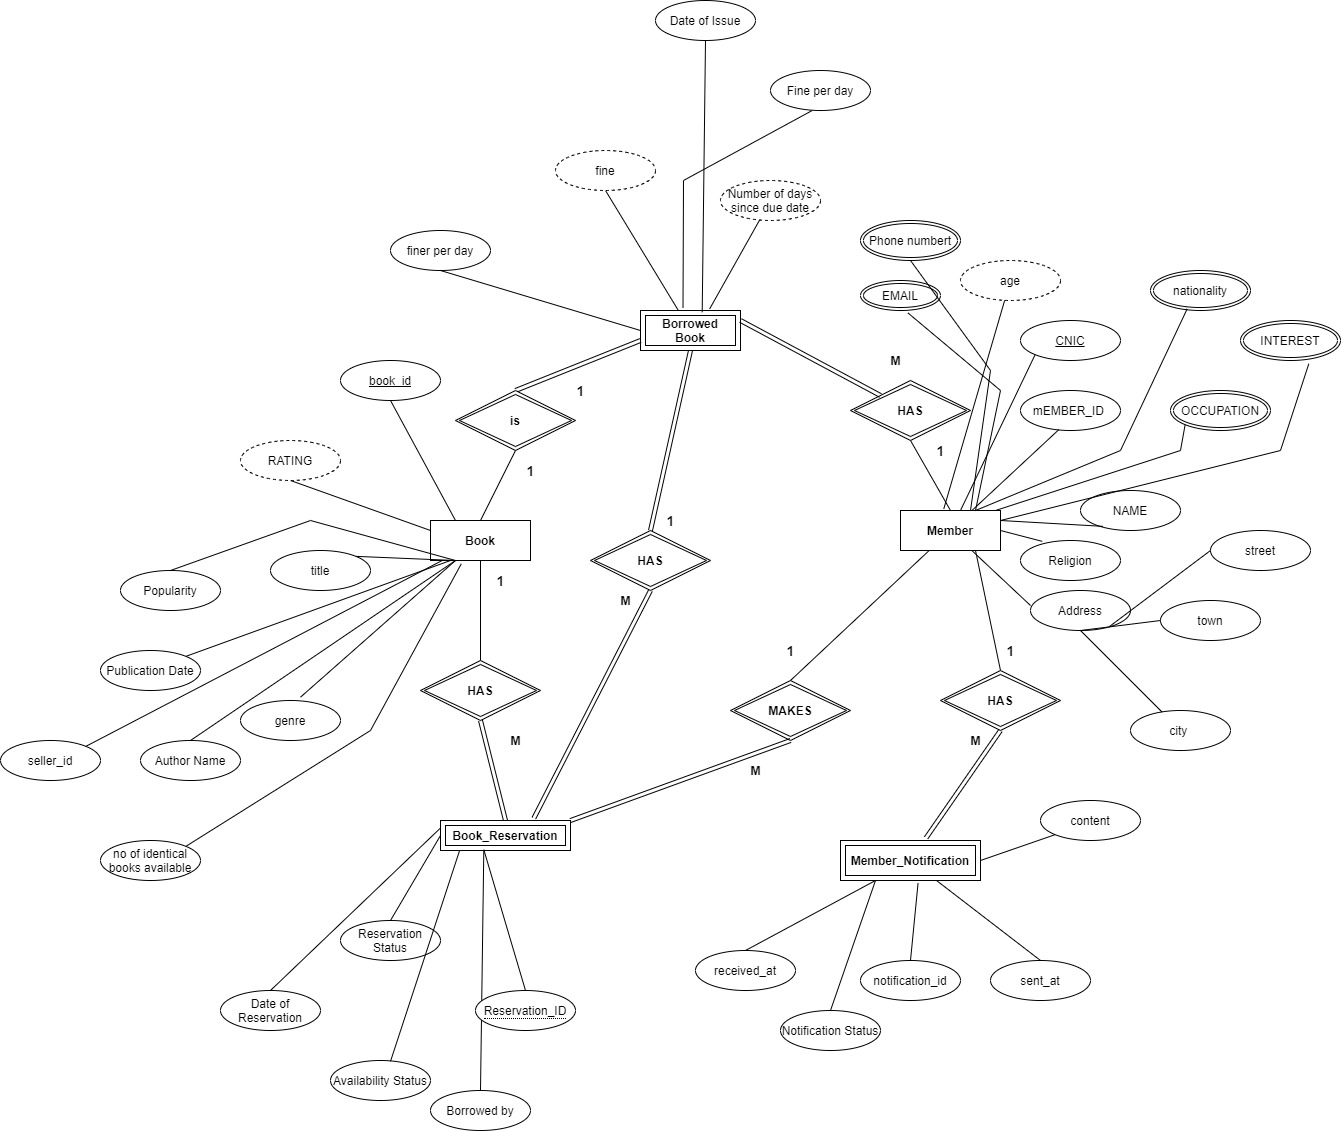 Date of Issue
Fine per day
fine
Number of days
since due date
Phone numbert
finer per day
age
EMAIL
nationality
Borrowed
Book
CNIC
INTEREST
M
book_id
1
is
HAS
mEMBER_ID
OCCUPATION
RATING
1
1
NAME
Book
1
Member
street
HAS
Religion
title
1
Popularity
M
Address
town
1
1
Publication Date
HAS
MAKES
HAS
genre
city
M
M
seller_id
Author Name
M
content
Book_Reservation
no of identical
books available
Member_Notification
Reservation
Status
received_at
notification_id
sent_at
Date of
Reservation
Reservation_ID
Notification Status
Availability Status
Borrowed by